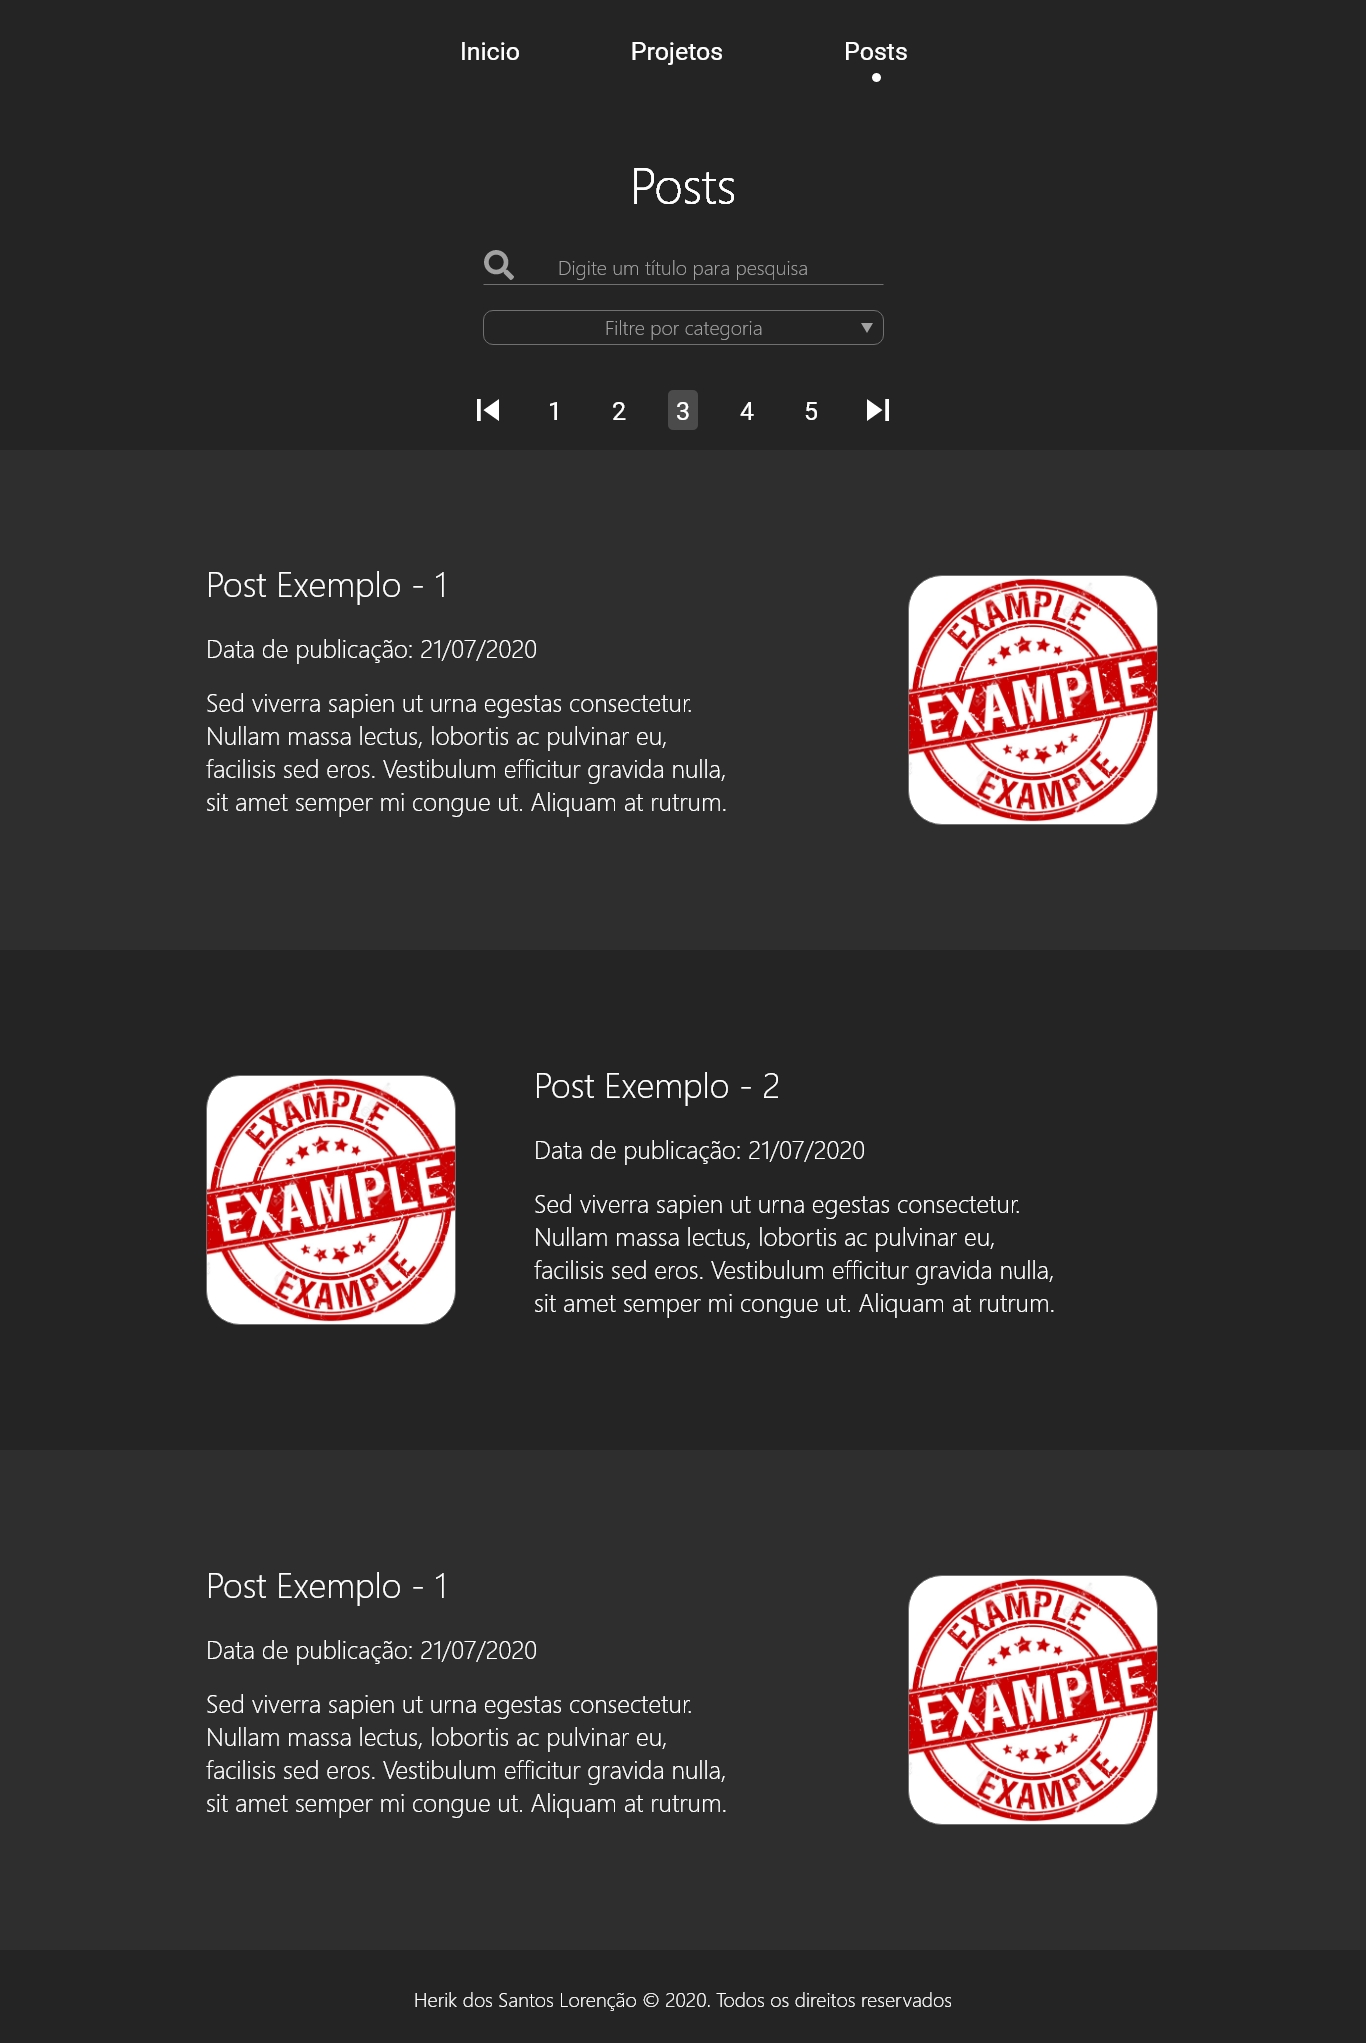 Inicio Projetos Posts
Posts
Digite um título para pesquisa
Filtre por categoria
1 2 3 4 5
Post Exemplo - 1
Data de publicação: 21/07/2020
Sed viverra sapien ut urna egestas consectetur.
Nullam massa lectus, lobortis ac pulvinar eu,
facilisis sed eros. Vestibulum efficitur gravida nulla,
sit amet semper mi congue ut. Aliquam at rutrum.
EXAMPLE
EXAMPLE
EXAMPLE
EXAMPLE
EXAMPLE
EXAMPLE
Post Exemplo - 2
Data de publicação: 21/07/2020
Sed viverra sapien ut urna egestas consectetur.
Nullam massa lectus, lobortis ac pulvinar eu,
facilisis sed eros. Vestibulum efficitur gravida nulla,
sit amet semper mi congue ut. Aliquam at rutrum.
Post Exemplo - 1
Data de publicação: 21/07/2020
Sed viverra sapien ut urna egestas consectetur.
Nullam massa lectus, lobortis ac pulvinar eu,
facilisis sed eros. Vestibulum efficitur gravida nulla,
sit amet semper mi congue ut. Aliquam at rutrum.
EXAMPLE
EXAMPLE
EXAMPLE
Herik dos Santos Lorenção © 2020. Todos os direitos reservados